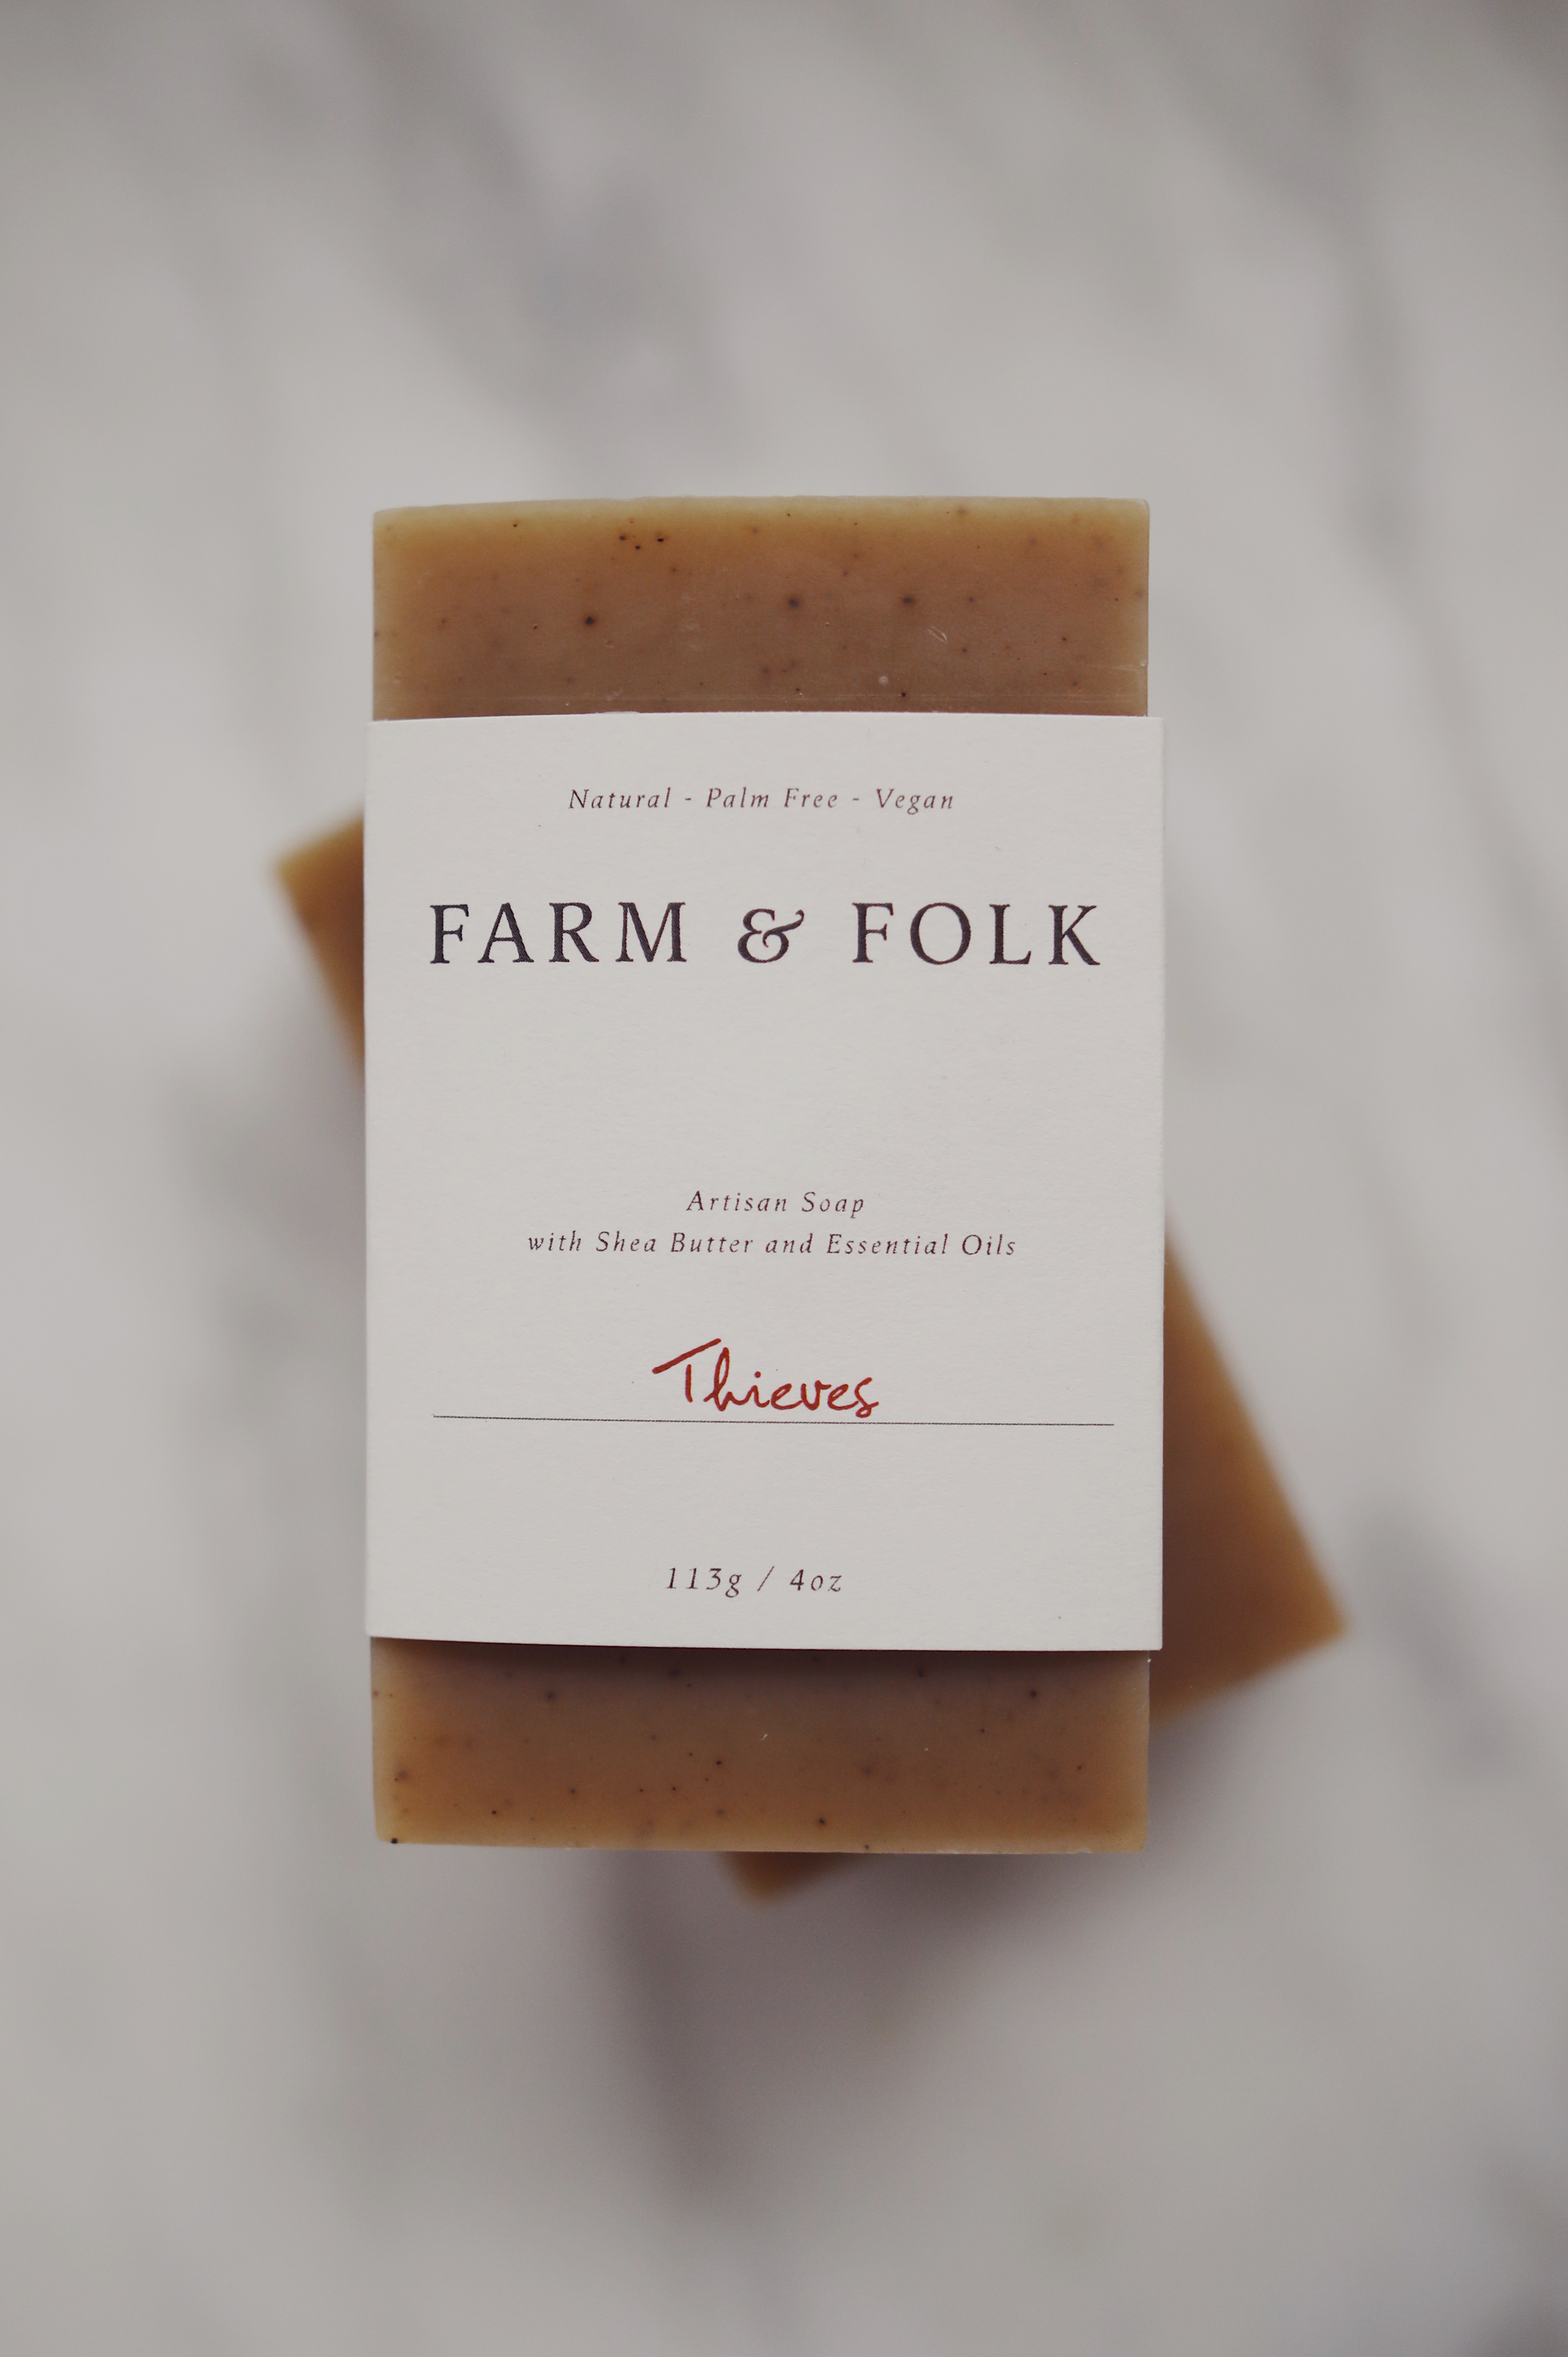 Natural - Palm Free - Vegan
FARM & FOLK
Artisan Soap
with Shea Butter and Essential Oils
Thieves
113g / 4oz